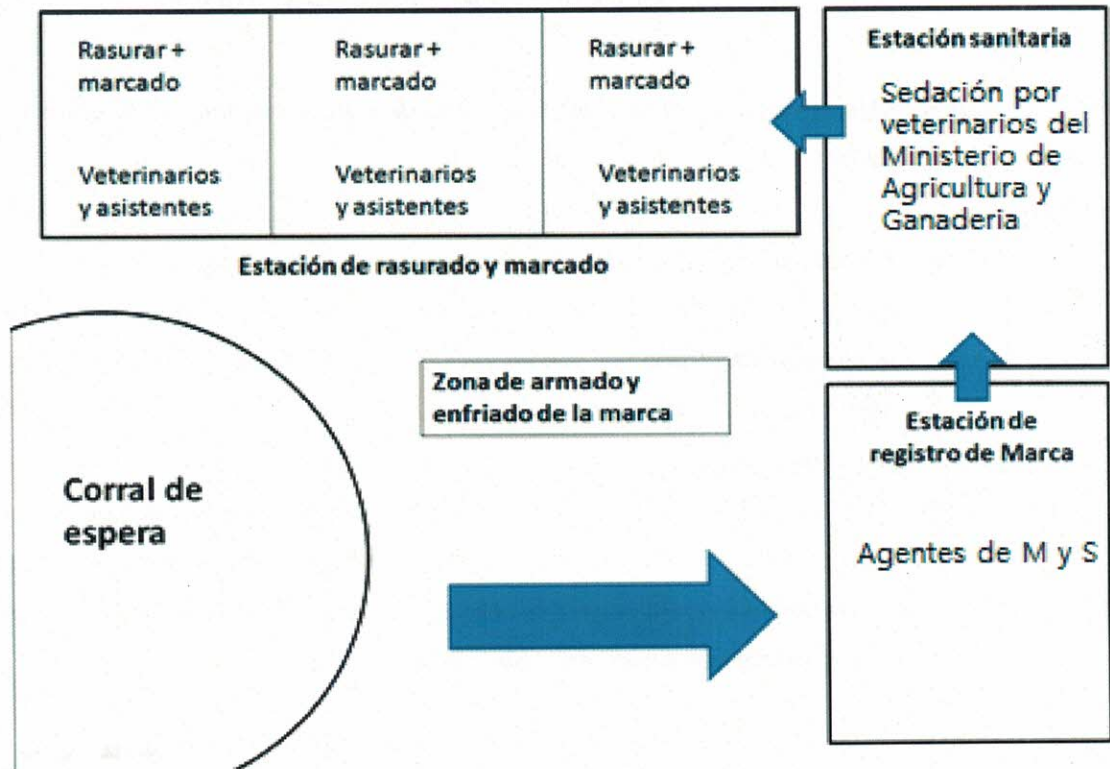 Rasurar +
marcado
Veterinarios
y asistentes
Rasurar +
marcado
Veterinarios
y asistentes
Rasurar +
marcado
Veterinarios
y asistentes
Estación de rasurado y marcado
Estación sanitaria
Sedación por
veterinarios del
Ministerio de
Agricultura y
Ganaderia
Zona de armado y
enfriado de la marca
Corral de
espera
Estación de
registro de Marca
Agentes de M y S